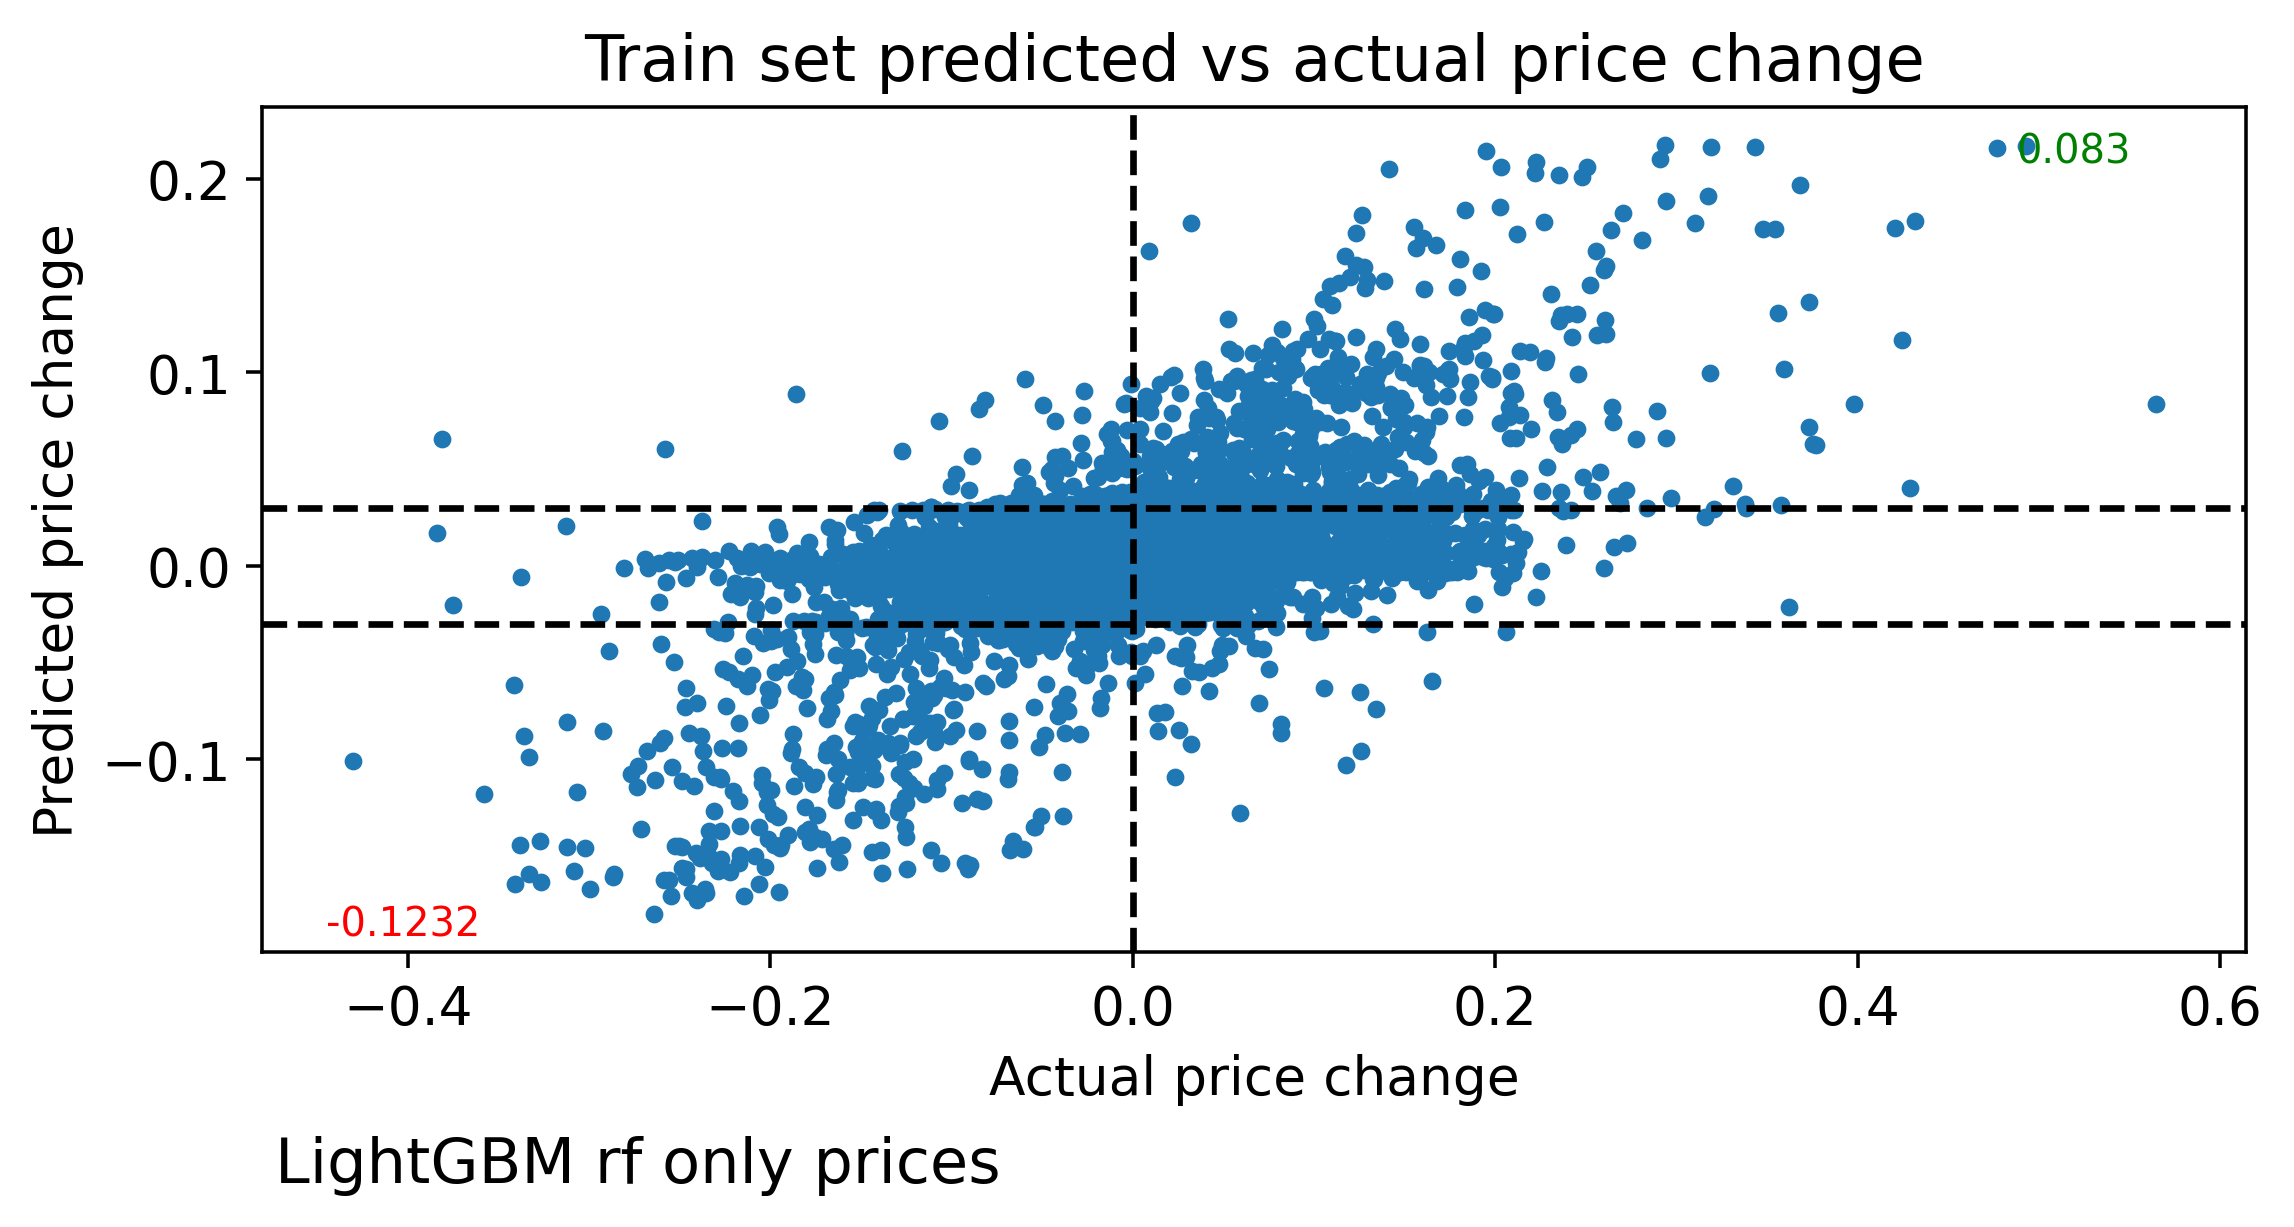 Train set predicted vs actual price change
0.083
0.2
0.1
0.0
−0.1
Predicted price change
-0.1232
−0.4 −0.2 0.0 0.2 0.4 0.6
Actual price change
LightGBM rf only prices